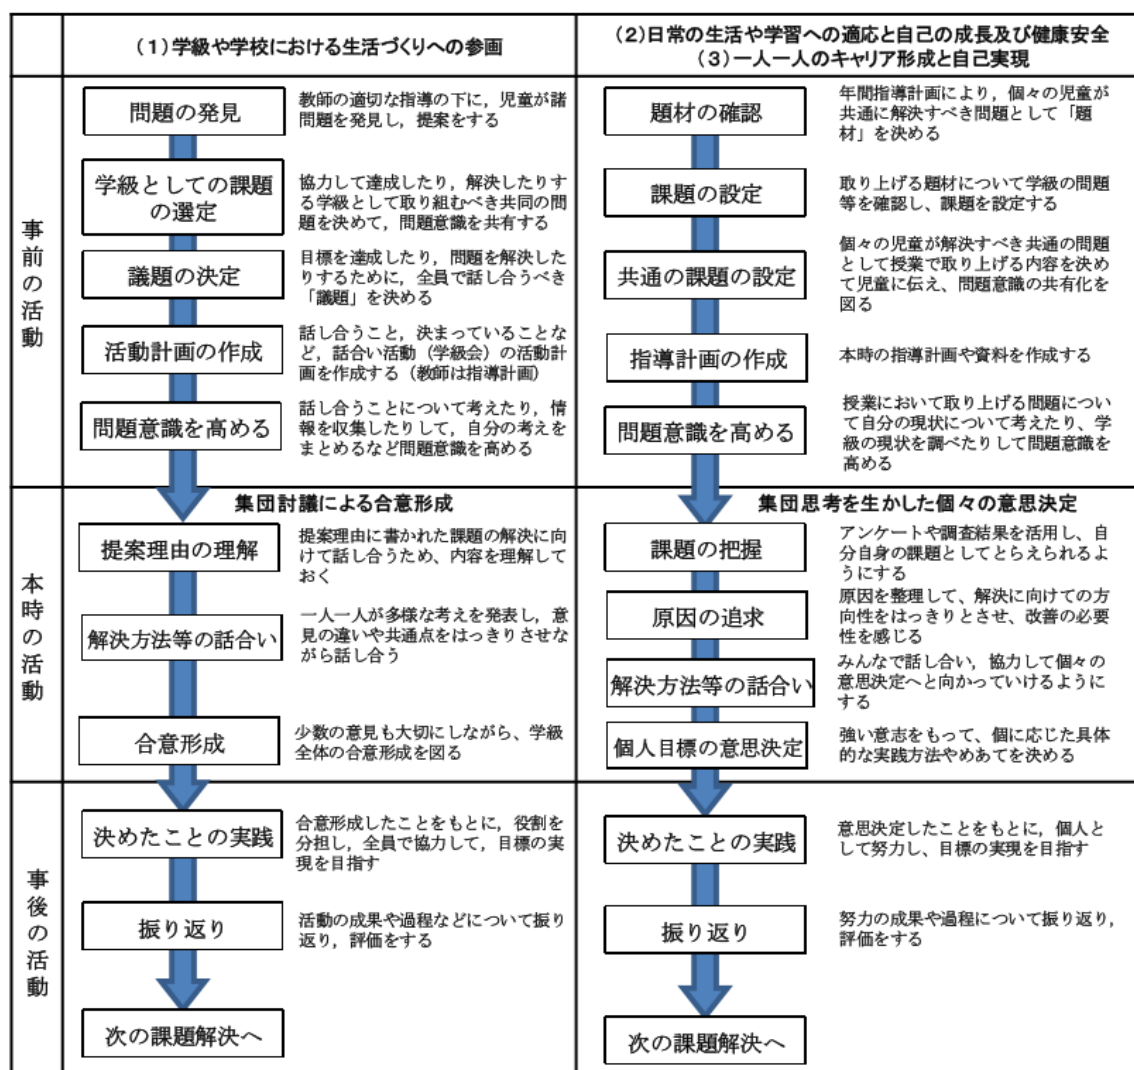 （１）学級や学校における生活づくりへの参画
（２）日常の生活や学習への適応と自己の成長及び健康安全
（３）一人一人のキャリア形成と自己実現
事前の活動
問題の発見
教師の適切な指導の下に，児童が諸
問題を発見し，提案をする
学級としての課題
の選定
協力して達成したり，解決したりす
る学級として取り組むべき共同の問
題を決めて，問題意識を共有する
議題の決定
目標を達成したり，問題を解決した
りするために，全員で話し合うべき
「議題」を決める
活動計画の作成
話し合うこと，決まっていることな
ど，話合い活動（学級会）の活動計
画を作成する（教師は指導計画）
問題意識を高める
話し合うことについて考えたり，情
報を収集したりして，自分の考えを
まとめるなど問題意識を高める
題材の確認
年間指導計画により，個々の児童が
共通に解決すべき問題として「題
材」を決める
課題の設定
取り上げる題材について学級の問題
等を確認し、課題を設定する
共通の課題の設定
個々の児童が解決すべき共通の問題
として授業で取り上げる内容を決め
て児童に伝え、問題意識の共有化を
図る
指導計画の作成
本時の指導計画や資料を作成する
問題意識を高める
授業において取り上げる問題につい
て自分の現状について考えたり、学
級の現状を調べたりして問題意識を
高める
本時の活動
集団討議による合意形成
提案理由の理解
提案理由に書かれた課題の解決に向
けて話し合うため、内容を理解して
おく
解決方法等の話合い
一人一人が多様な考えを発表し，意
見の違いや共通点をはっきりさせな
がら話し合う
合意形成
少数の意見も大切にしながら、学級
全体の合意形成を図る
集団思考を生かした個々の意思決定
課題の把握
アンケートや調査結果を活用し、自
分自身の課題としてとらえられるよ
うにする
原因の追求
原因を整理して、解決に向けての方
向性をはっきりとさせ、改善の必要
性を感じる
解決方法等の話合い
みんなで話し合い，協力して個々の
意思決定へと向かっていけるように
する
個人目標の意思決定
強い意志をもって、個に応じた具体
的な実践方法やめあてを決める
事後の活動
決めたことの実践
合意形成したことをもとに，役割を
分担し，全員で協力して，目標の実
現を目指す
振り返り
活動の成果や過程などについて振り
返り，評価をする
次の課題解決へ
決めたことの実践
意思決定したことをもとに，個人と
して努力し、目標の実現を目指す
振り返り
努力の成果や過程について振り返り，
評価をする
次の課題解決へ